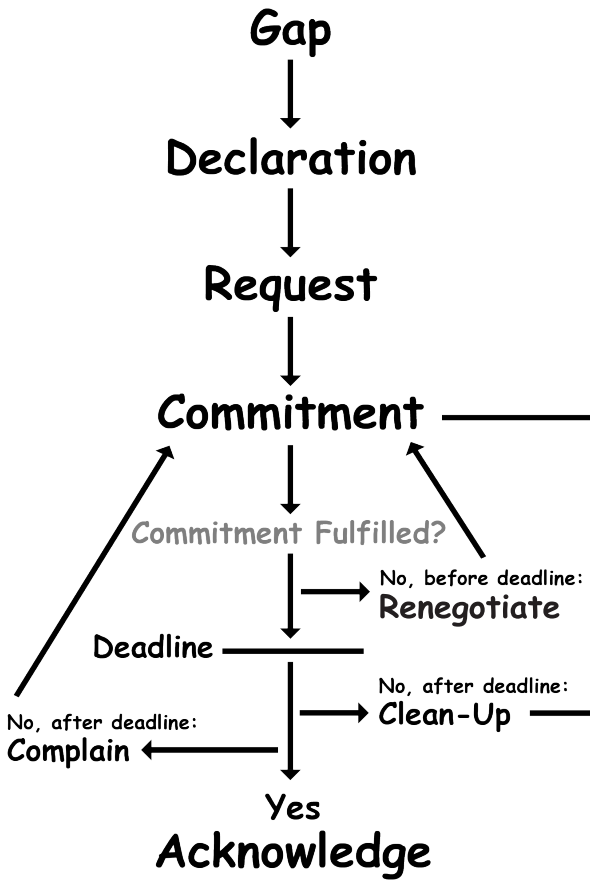 Gap
Declaration
Request
Commitment
Commitment Fulfilled?
No, before deadline:
Renegotiate
Deadline
No, after deadline:
Clean-Up
No, after deadline:
Complain
Yes
Acknowledge